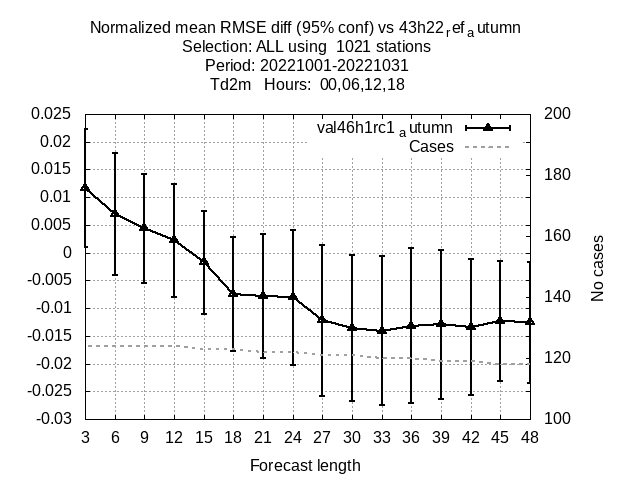 Normalized mean RMSE diff (95% conf) vs 43h22refautumn
Selection: ALL using  1021 stations
Period: 20221001-20221031
Td2m   Hours:  00,06,12,18
val46h1rc1autumn
Cases
0.025
0.02
0.015
0.01
0.005
0
-0.005
-0.01
-0.015
-0.02
-0.025
-0.03
200
180
160
140
120
100
No cases
3 6 9 12 15 18 21 24 27 30 33 36 39 42 45 48
Forecast length